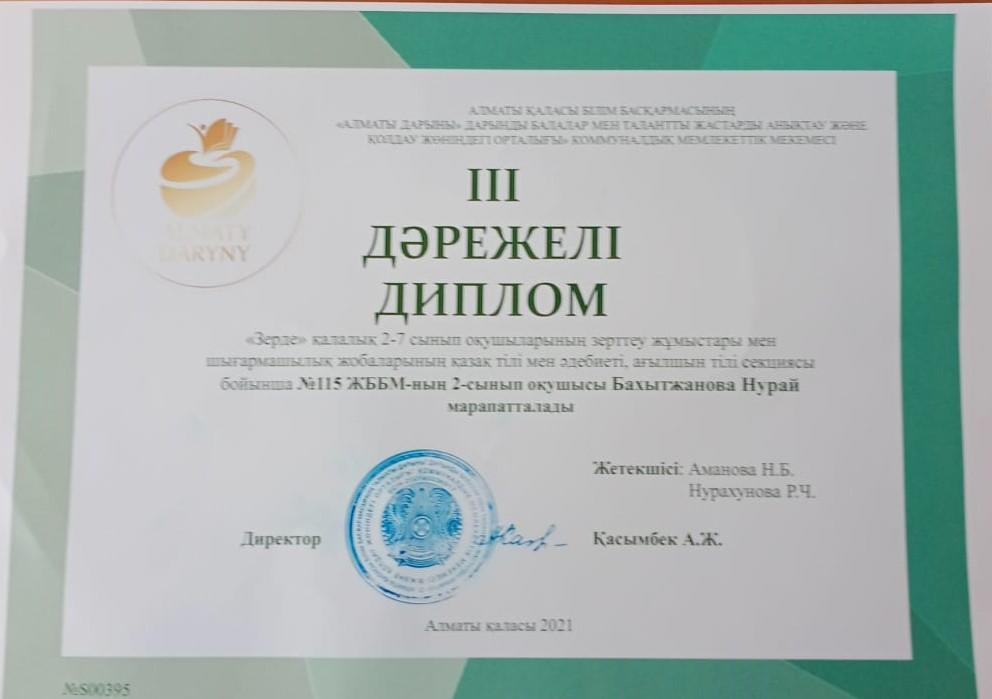 АЛМАТЫ ҚАЛАСЫ БІЛІМ БАСҚАРМАСЫНЫҢ
«АЛМАТЫ ДАРЫНЫ» ДАРЫНДЫ БАЛАЛАР МЕН ТАЛАНТТЫ ЖАСТАРДЫ АНЫҚТАУ ЖӘНЕ
ҚОЛДАУ ЖӨНІНДЕГІ ОРТАЛЫҒЫ» КОММУНАЛДЫҚ МЕМЛЕКЕТТІК МЕКЕМЕСІ
ALMATY
DARYNY
III
ДӘРЕЖЕЛІ
ДИПЛОМ
«Зерде» қалалық 2-7 сынып оқушыларының зерттеу жұмыстары мен
шығармашылық жобаларының қазақ тілі мен әдебиеті, ағылшын тілі секциясы
бойынша №115 ЖББМ-ның 2-сынып оқушысы Бахытжанова Нурай
марапатталады
Жетекшісі: Аманова Н.Б.
Нурахунова Р.Ч.
Директор
Қасымбек А.Ж.
Алматы қаласы 2021
№S00395